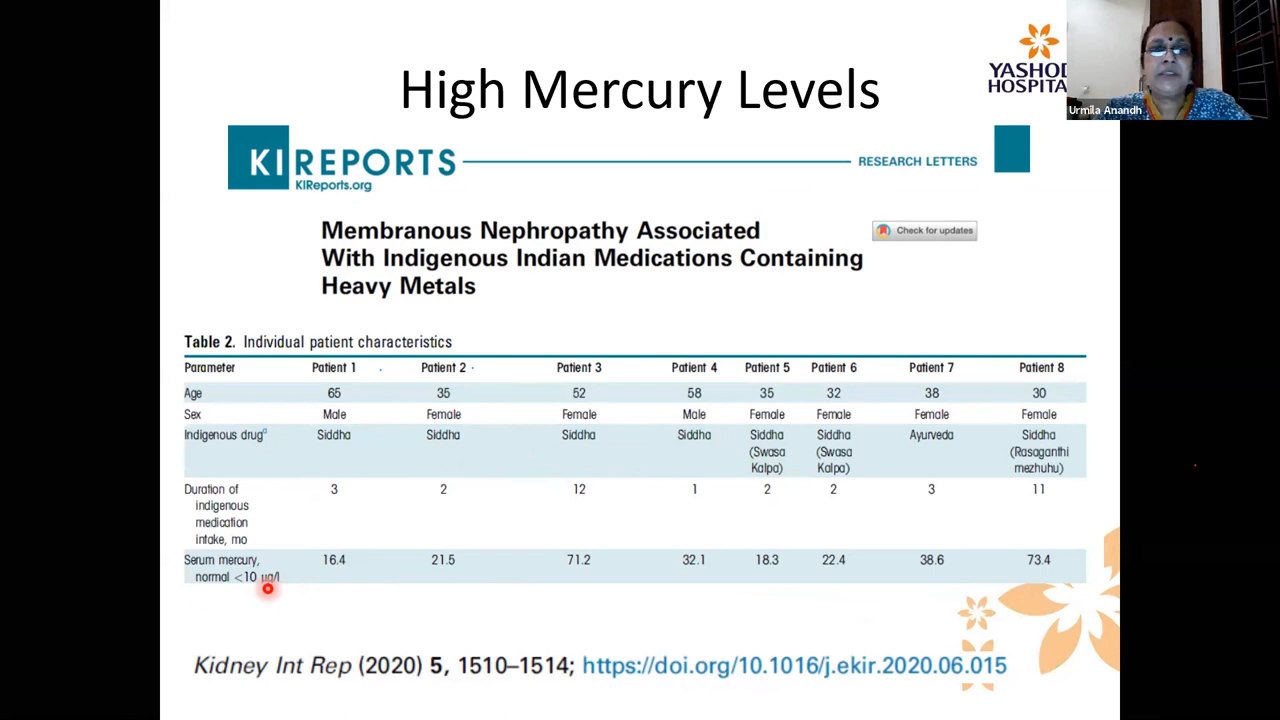 High Mercury Levels
YASHOD
HOSPITA
Urmila Anandh
KI REPORTS
KIReports.org
RESEARCH LETTERS
Membranous Nephropathy Associated
With Indigenous Indian Medications Containing
Heavy Metals
Check for updates
Table 2. Individual patient characteristics
Parameter Patient 1 Patient 2 Patient 3 Patient 4 Patient 5 Patient 6 Patient 7 Patient 8
Age 65 35 52 58 35 32 38 30
Sex Male Female Female Male Female Female Female Female
Indigenous drugᵃ Siddha Siddha Siddha Siddha Siddha Siddha Ayurveda Siddha
(Swasa (Swasa (Rasaganthi
Kalpa) Kalpa) mezhuhu)
Duration of 3 2 12 1 2 2 3 11
indigenous
medication
intake, mo
Serum mercury, 16.4 21.5 71.2 32.1 18.3 22.4 38.6 73.4
normal <10 µg/l
Kidney Int Rep (2020) 5, 1510–1514; https://doi.org/10.1016/j.ekir.2020.06.015